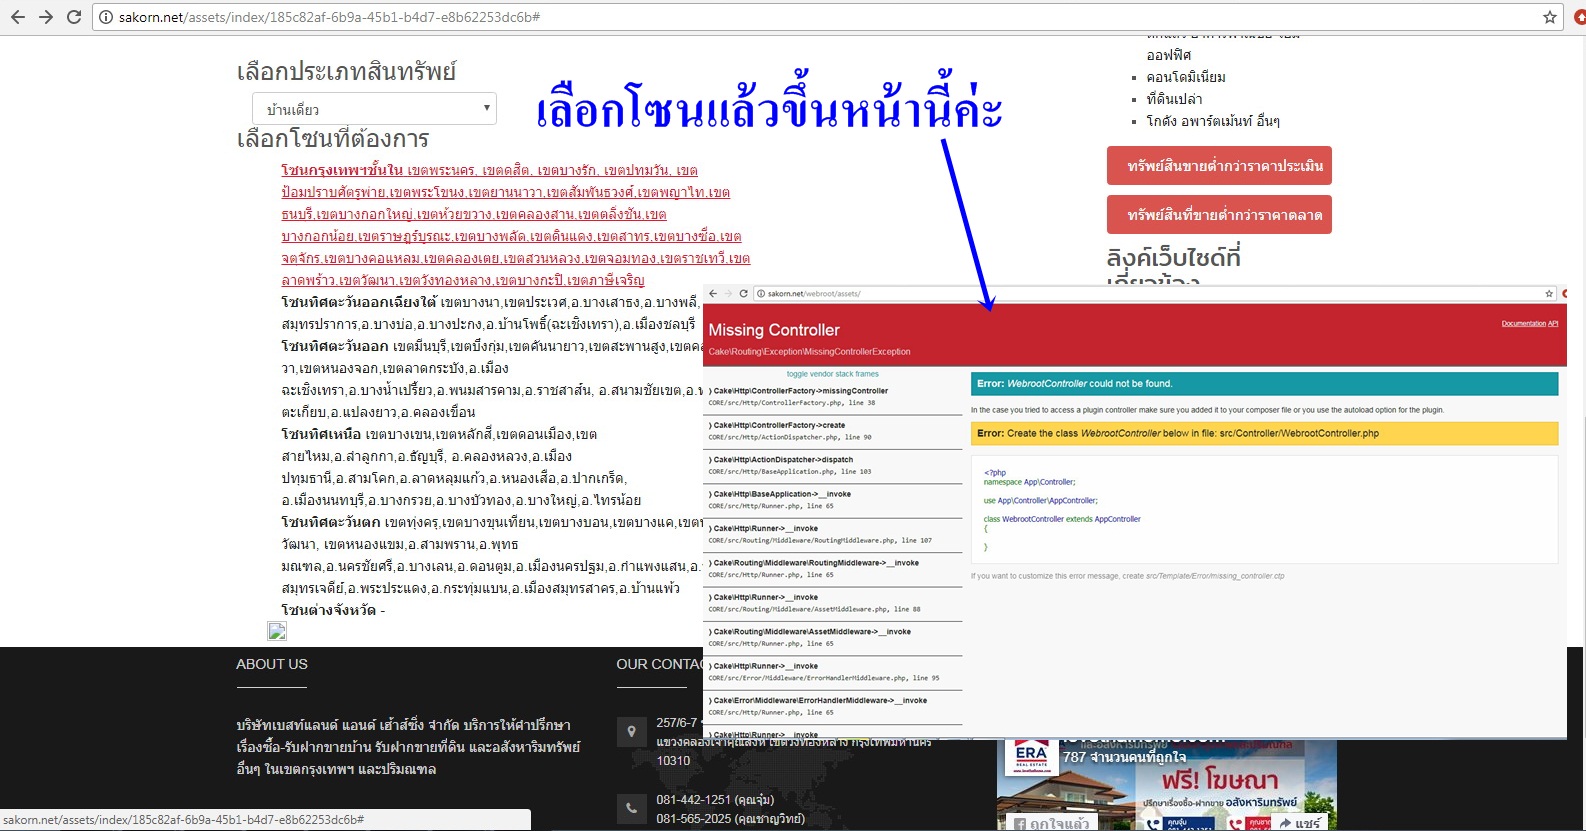 sakorn.net/assets/index/185c82af-6b9a-45b1-b4d7-e8b62253dc6b#
เลือกประเภทสินทรัพย์
บ้านเดี่ยว
เลือกโซนที่ต้องการ
เลือกโซนแล้วขึ้นหน้านี้ค่ะ
โซนกรุงเทพฯชั้นใน เขตพระนคร, เขตดุสิต, เขตบางรัก, เขตปทุมวัน, เขต
ป้อมปราบศัตรูพ่าย,เขตพระโขนง,เขตยานนาวา,เขตสัมพันธวงศ์,เขตพญาไท,เขต
ธนบุรี,เขตบางกอกใหญ่,เขตห้วยขวาง,เขตคลองสาน,เขตตลิ่งชัน,เขต
บางกอกน้อย,เขตราษฏร์บูรณะ,เขตบางพลัด,เขตดินแดง,เขตสาทร,เขตบางซื่อ,เขต
จตุจักร,เขตบางคอแหลม,เขตคลองเตย,เขตสวนหลวง,เขตจอมทอง,เขตราชเทวี,เขต
ลาดพร้าว,เขตวัฒนา,เขตวังทองหลาง,เขตบางกะปิ,เขตภาษีเจริญ
โซนทิศตะวันออกเฉียงใต้ เขตบางนา,เขตประเวศ,อ.บางเสาธง,อ.บางพลี,
สมุทรปราการ,อ.บางบ่อ,อ.บางปะกง,อ.บ้านโพธิ์(ฉะเชิงเทรา),อ.เมืองชลบุรี
โซนทิศตะวันออก เขตมีนบุรี,เขตบึงกุ่ม,เขตคันนายาว,เขตสะพานสูง,เขตค
วา,เขตหนองจอก,เขตลาดกระบัง,อ.เมือง
ฉะเชิงเทรา,อ.บางน้ำเปรี้ยว,อ.พนมสารคาม,อ.ราชสาส์น, อ.สนามชัยเขต,อ.
ตะเกียบ,อ.แปลงยาว,อ.คลองเขื่อน
โซนทิศเหนือ เขตบางเขน,เขตหลักสี่,เขตดอนเมือง,เขต
สายไหม,อ.ลำลูกกา,อ.ธัญบุรี, อ.คลองหลวง,อ.เมือง
ปทุมธานี,อ.สามโคก,อ.ลาดหลุมแก้ว,อ.หนองเสือ,อ.ปากเกร็ด,
อ.เมืองนนทบุรี,อ.บางกรวย,อ.บางบัวทอง,อ.บางใหญ่,อ.ไทรน้อย
โซนทิศตะวันตก เขตทุ่งครุ,เขตบางขุนเทียน,เขตบางบอน,เขตบางแค,เขต
วัฒนา, เขตหนองแขม,อ.สามพราน,อ.พุทธ
มณฑล,อ.นครชัยศรี,อ.บางเลน,อ.ดอนตูม,อ.เมืองนครปฐม,อ.กำแพงแสน,อ.
สมุทรเจดีย์,อ.พระประแดง,อ.กระทุ่มแบน,อ.เมืองสมุทรสาคร,อ.บ้านแพ้ว
โซนต่างจังหวัด -
ออฟฟิศ
คอนโดมิเนียม
ที่ดินเปล่า
โกดัง อพาร์ตเม้นท์ อื่นๆ
ทรัพย์สินขายต่ำกว่าราคาประเมิน
ทรัพย์สินที่ขายต่ำกว่าราคาตลาด
ลิงค์เว็บไซด์ที่
เกี่ยวข้อง
sakorn.net/webroot/assets/
Missing Controller
Documentation API
Cake\Routing\Exception\MissingControllerException
toggle vendor stack frames
⟩ Cake\Http\ControllerFactory->missingController
CORE/src/Http/ControllerFactory.php, line 38
⟩ Cake\Http\ControllerFactory->create
CORE/src/Http/ActionDispatcher.php, line 90
⟩ Cake\Http\ActionDispatcher->dispatch
CORE/src/Http/BaseApplication.php, line 103
⟩ Cake\Http\BaseApplication->__invoke
CORE/src/Http/Runner.php, line 65
⟩ Cake\Http\Runner->__invoke
CORE/src/Routing/Middleware/RoutingMiddleware.php, line 107
⟩ Cake\Routing\Middleware\RoutingMiddleware->__invoke
CORE/src/Http/Runner.php, line 65
⟩ Cake\Http\Runner->__invoke
CORE/src/Routing/Middleware/AssetMiddleware.php, line 88
⟩ Cake\Routing\Middleware\AssetMiddleware->__invoke
CORE/src/Http/Runner.php, line 65
⟩ Cake\Http\Runner->__invoke
CORE/src/Error/Middleware/ErrorHandlerMiddleware.php, line 95
⟩ Cake\Error\Middleware\ErrorHandlerMiddleware->__invoke
CORE/src/Http/Runner.php, line 65
⟩ Cake\Http\Runner->__invoke
Error: WebrootController could not be found.
In the case you tried to access a plugin controller make sure you added it to your composer file or you use the autoload option for the plugin.
Error: Create the class WebrootController below in file: src/Controller/WebrootController.php
<?php
namespace App\Controller;
use App\Controller\AppController;
class WebrootController extends AppController
{
}
If you want to customize this error message, create src/Template/Error/missing_controller.ctp
ABOUT US
บริษัทเบสท์แลนด์ แอนด์ เฮ้าส์ซิ่ง จำกัด บริการให้คำปรึกษา
เรื่องซื้อ-รับฝากขายบ้าน รับฝากขายที่ดิน และอสังหาริมทรัพย์
อื่นๆ ในเขตกรุงเทพฯ และปริมณฑล
OUR CONTAC
257/6-7
แขวงคลองเจ้าคุณสิงห์ เขตวังทองหลาง กรุงเทพมหานคร
10310
081-442-1251 (คุณจุ๋ม)
081-565-2025 (คุณชาญวิทย์)
ERA
REAL ESTATE
787 จำนวนคนที่ถูกใจ
ฟรี! โฆษณา
ปรึกษาเรื่องซื้อ-ฝากขาย อสังหาริมทรัพย์
ถูกใจแล้ว
แชร์
sakorn.net/assets/index/185c82af-6b9a-45b1-b4d7-e8b62253dc6b#